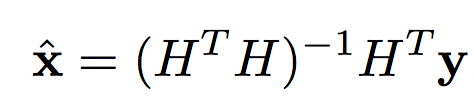 x̂ = (HᵀH)⁻¹Hᵀy